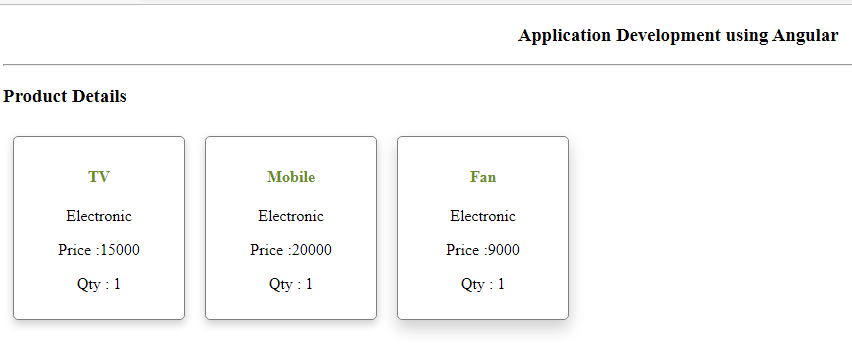 Application Development using Angular
Product Details
TV
Electronic
Price :15000
Qty : 1
Mobile
Electronic
Price :20000
Qty : 1
Fan
Electronic
Price :9000
Qty : 1